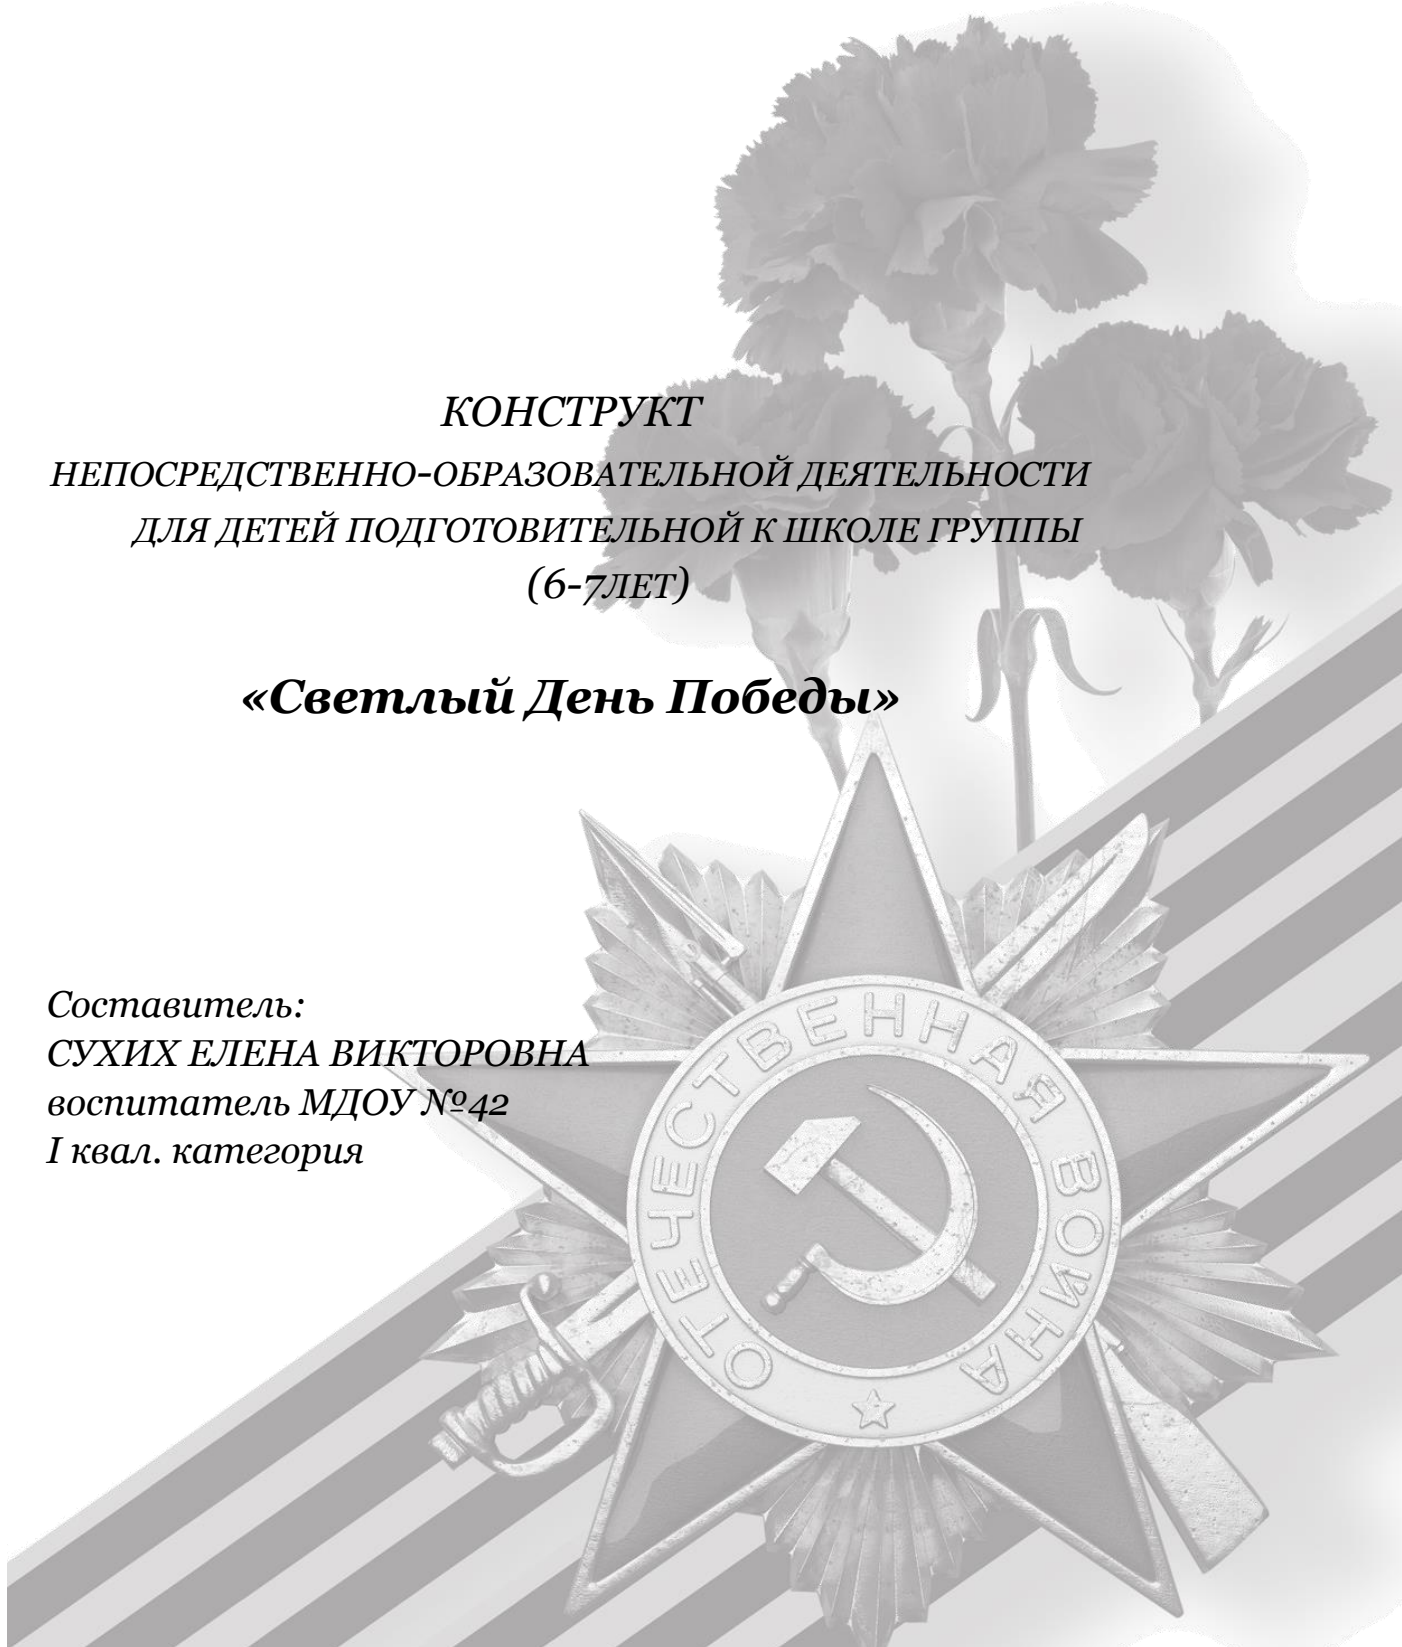 КОНСТРУКТ
НЕПОСРЕДСТВЕННО-ОБРАЗОВАТЕЛЬНОЙ ДЕЯТЕЛЬНОСТИ
ДЛЯ ДЕТЕЙ ПОДГОТОВИТЕЛЬНОЙ К ШКОЛЕ ГРУППЫ
(6-7ЛЕТ)
«Светлый День Победы»
Составитель:
СУХИХ ЕЛЕНА ВИКТОРОВНА
воспитатель МДОУ №42
I квал. категория
ОТЕЧЕСТВЕННАЯ ВОЙНА